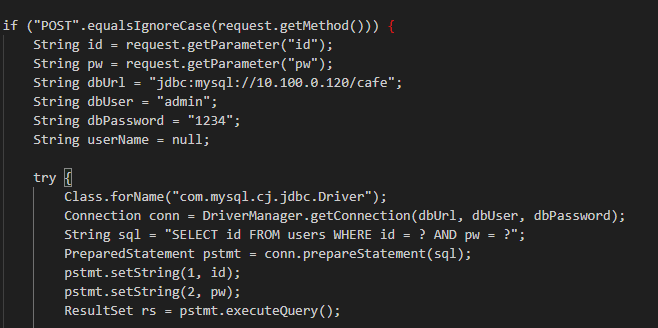 if ("POST".equalsIgnoreCase(request.getMethod())) {
    String id = request.getParameter("id");
    String pw = request.getParameter("pw");
    String dbUrl = "jdbc:mysql://10.100.0.120/cafe";
    String dbUser = "admin";
    String dbPassword = "1234";
    String userName = null;

    try {
        Class.forName("com.mysql.cj.jdbc.Driver");
        Connection conn = DriverManager.getConnection(dbUrl, dbUser, dbPassword);
        String sql = "SELECT id FROM users WHERE id = ? AND pw = ?";
        PreparedStatement pstmt = conn.prepareStatement(sql);
        pstmt.setString(1, id);
        pstmt.setString(2, pw);
        ResultSet rs = pstmt.executeQuery();